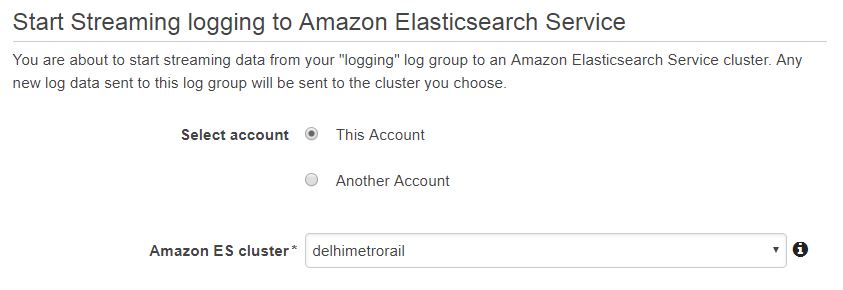 Start Streaming logging to Amazon Elasticsearch Service
You are about to start streaming data from your "logging" log group to an Amazon Elasticsearch Service cluster. Any
new log data sent to this log group will be sent to the cluster you choose.
Select account This Account
Another Account
Amazon ES cluster* delhimetrorail